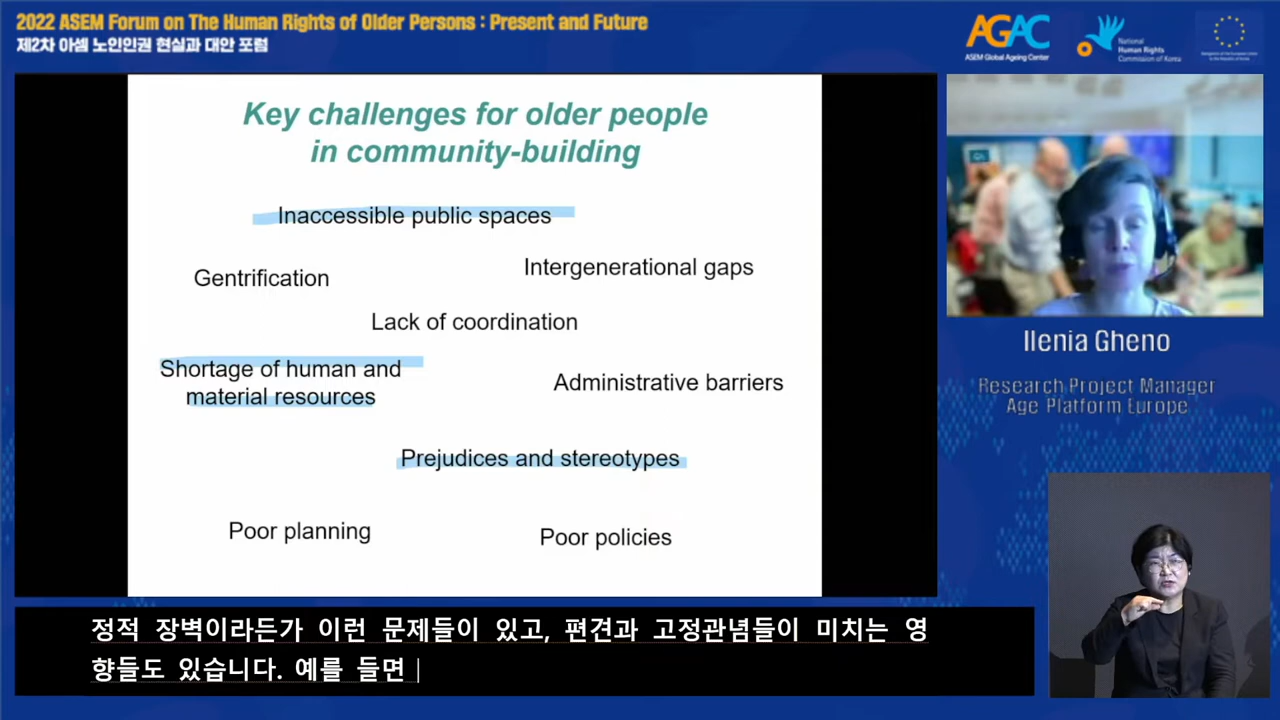 2022 ASEM Forum on The Human Rights of Older Persons : Present and Future
제2차 아셈 노인인권 현실과 대안 포럼
AGAC
ASEM Global Ageing Center
National
Human Rights
Commission of Korea
Key challenges for older people
in community-building
Inaccessible public spaces
Gentrification
Intergenerational gaps
Lack of coordination
Shortage of human and
material resources
Administrative barriers
Prejudices and stereotypes
Poor planning
Poor policies
Ilenia Gheno
Research Project Manager
Age Platform Europe
정적 장벽이라든가 이런 문제들이 있고, 편견과 고정관념들이 미치는 영
향들도 있습니다. 예를 들면